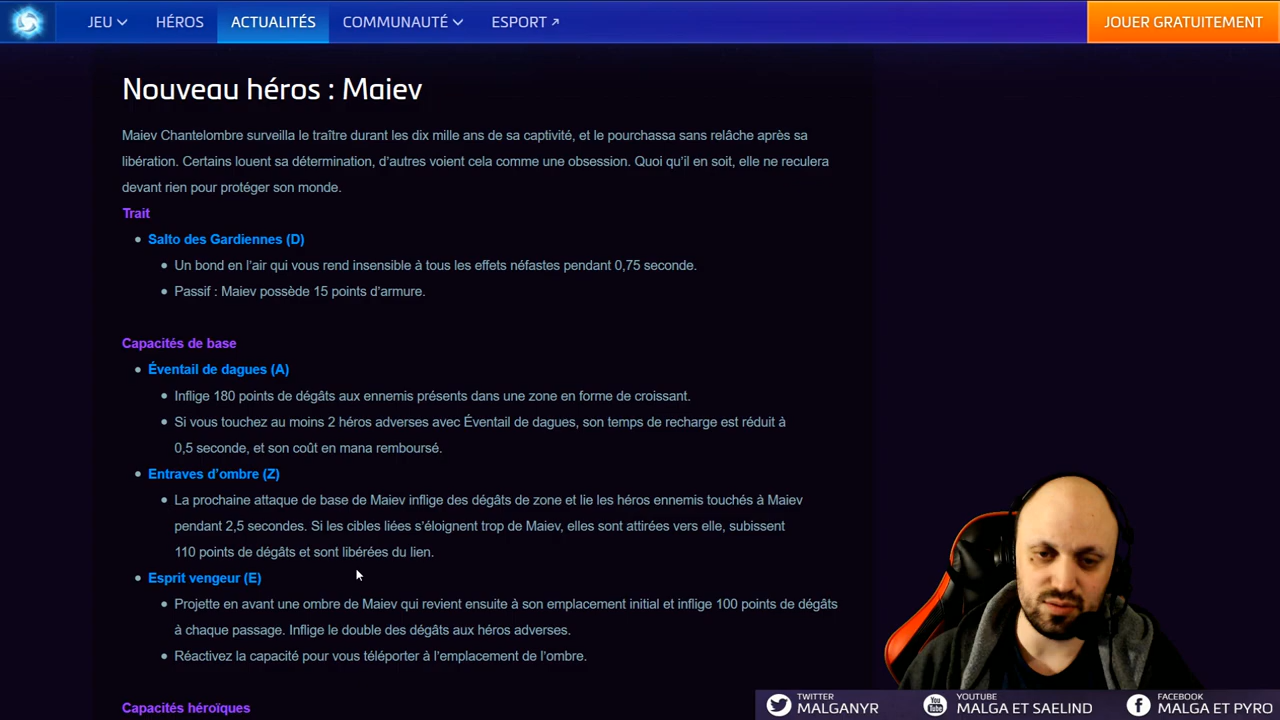 JEU HÉROS ACTUALITÉS COMMUNAUTÉ ESPORT JOUER GRATUITEMENT
Nouveau héros : Maiev
Maiev Chantelombre surveilla le traître durant les dix mille ans de sa captivité, et le pourchassa sans relâche après sa
libération. Certains louent sa détermination, d’autres voient cela comme une obsession. Quoi qu’il en soit, elle ne reculera
devant rien pour protéger son monde.
Trait
Salto des Gardiennes (D)
Un bond en l’air qui vous rend insensible à tous les effets néfastes pendant 0,75 seconde.
Passif : Maiev possède 15 points d’armure.
Capacités de base
Éventail de dagues (A)
Inflige 180 points de dégâts aux ennemis présents dans une zone en forme de croissant.
Si vous touchez au moins 2 héros adverses avec Éventail de dagues, son temps de recharge est réduit à
0,5 seconde, et son coût en mana remboursé.
Entraves d’ombre (Z)
La prochaine attaque de base de Maiev inflige des dégâts de zone et lie les héros ennemis touchés à Maiev
pendant 2,5 secondes. Si les cibles liées s’éloignent trop de Maiev, elles sont attirées vers elle, subissent
110 points de dégâts et sont libérées du lien.
Esprit vengeur (E)
Projette en avant une ombre de Maiev qui revient ensuite à son emplacement initial et inflige 100 points de dégâts
à chaque passage. Inflige le double des dégâts aux héros adverses.
Réactivez la capacité pour vous téléporter à l’emplacement de l’ombre.
Capacités héroïques
TWITTER
MALGANYR
YOUTUBE
MALGA ET SAELIND
FACEBOOK
MALGA ET PYRO